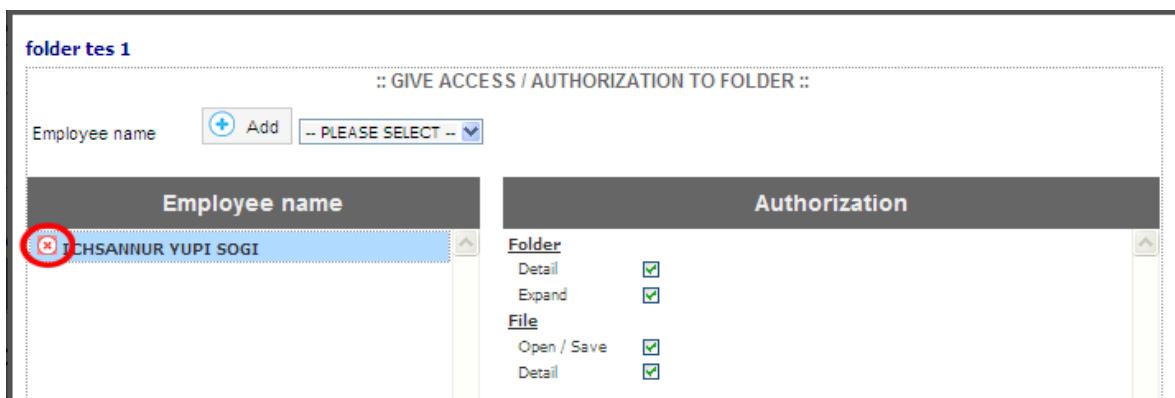 folder tes 1
:: GIVE ACCESS / AUTHORIZATION TO FOLDER ::
Employee name Add -- PLEASE SELECT --
Employee name Authorization
ICHSANNUR YUPI SOGI
Folder
Detail
Expand
File
Open / Save
Detail